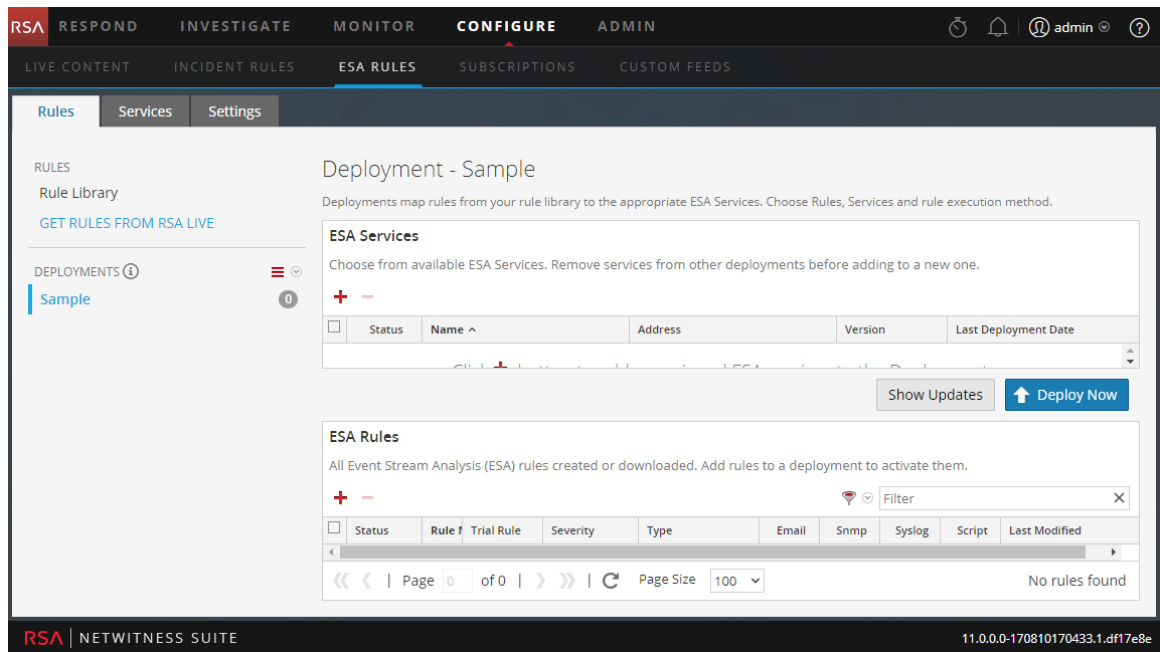 RSA RESPOND INVESTIGATE MONITOR CONFIGURE ADMIN admin
LIVE CONTENT INCIDENT RULES ESA RULES SUBSCRIPTIONS CUSTOM FEEDS
Rules Services Settings
RULES
Rule Library
GET RULES FROM RSA LIVE
DEPLOYMENTS
Sample 0
Deployment - Sample
Deployments map rules from your rule library to the appropriate ESA Services. Choose Rules, Services and rule execution method.
ESA Services
Choose from available ESA Services. Remove services from other deployments before adding to a new one.
Status Name Address Version Last Deployment Date
Show Updates Deploy Now
ESA Rules
All Event Stream Analysis (ESA) rules created or downloaded. Add rules to a deployment to activate them.
Filter
Status Rule Trial Rule Severity Type Email Snmp Syslog Script Last Modified
Page 0 of 0 Page Size 100 No rules found
RSA NETWITNESS SUITE 11.0.0.0-170810170433.1.df17e8e